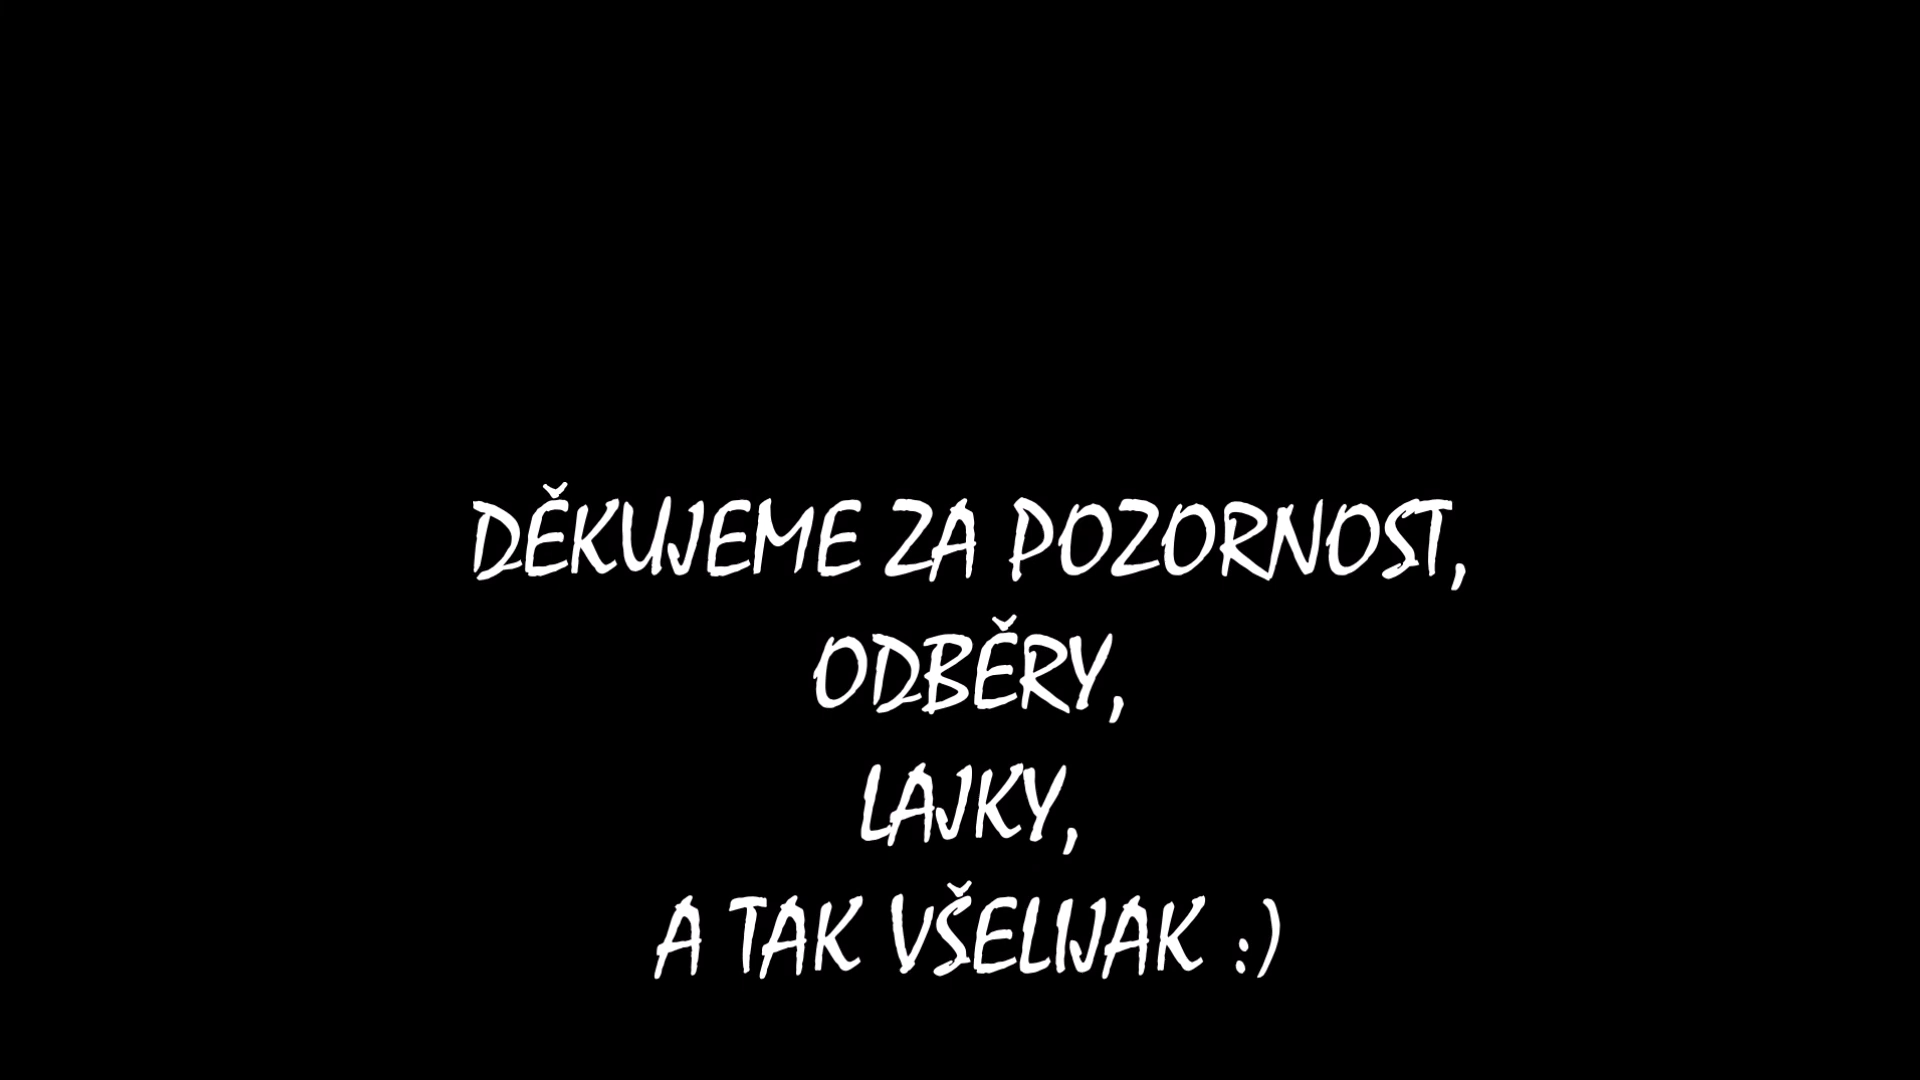 DĚKUJEME ZA POZORNOST,
ODBĚRY,
LAJKY,
A TAK VŠELIJAK :)